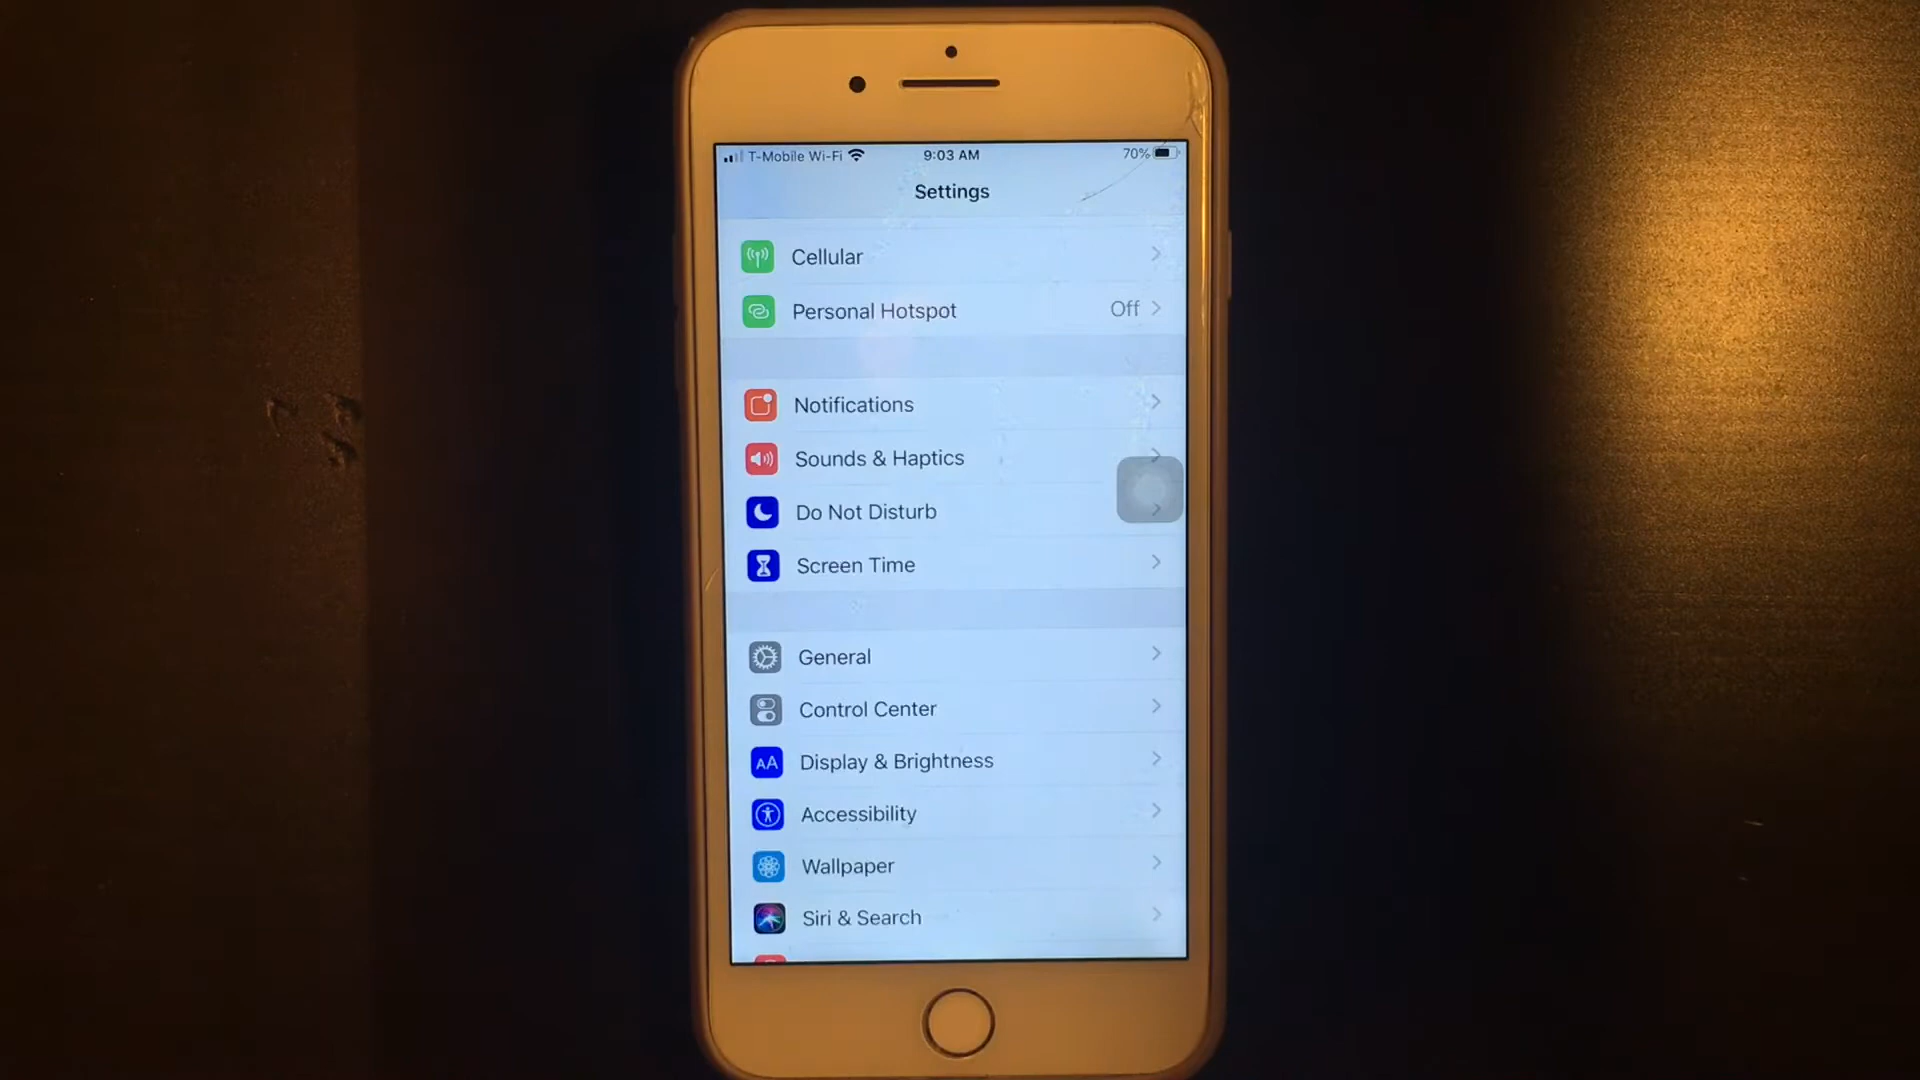 T-Mobile Wi-Fi 9:03 AM 70%
Settings
Cellular
Personal Hotspot Off
Notifications
Sounds & Haptics
Do Not Disturb
Screen Time
General
Control Center
AA Display & Brightness
Accessibility
Wallpaper
Siri & Search